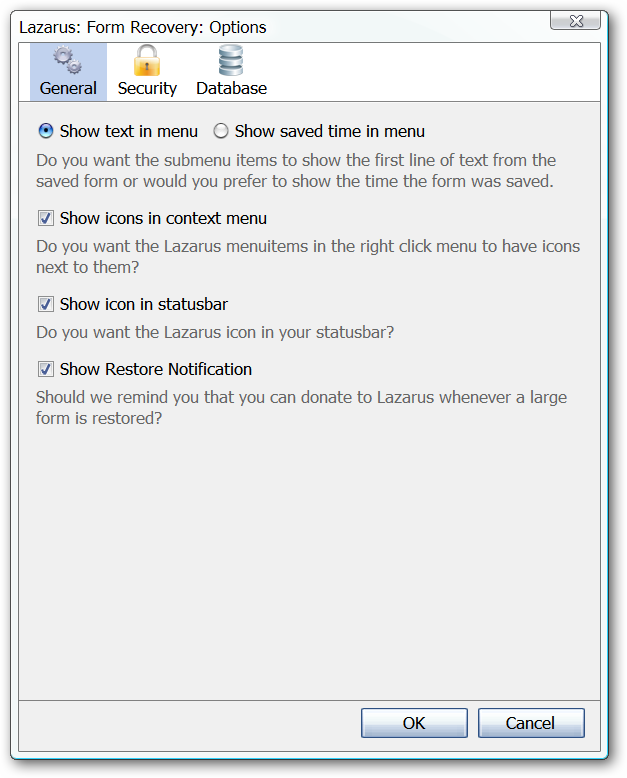 Lazarus: Form Recovery: Options
General Security Database
Show text in menu Show saved time in menu
Do you want the submenu items to show the first line of text from the
saved form or would you prefer to show the time the form was saved.
Show icons in context menu
Do you want the Lazarus menuitems in the right click menu to have icons
next to them?
Show icon in statusbar
Do you want the Lazarus icon in your statusbar?
Show Restore Notification
Should we remind you that you can donate to Lazarus whenever a large
form is restored?
OK Cancel